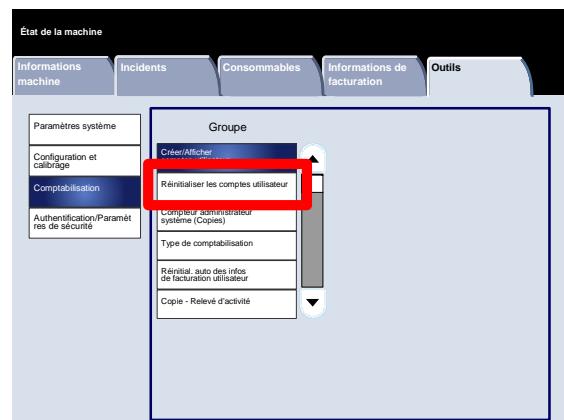 État de la machine
Informations machine
Incidents
Consommables
Informations de facturation
Outils
Paramètres système
Configuration et calibrage
Comptabilisation
Authentification/Paramèt
res de sécurité
Groupe
Créer/Afficher
Réinitialiser les comptes utilisateur
Compteur administrateur
système (Copies)
Type de comptabilisation
Réinitial. auto des infos
de facturation utilisateur
Copie - Relevé d'activité